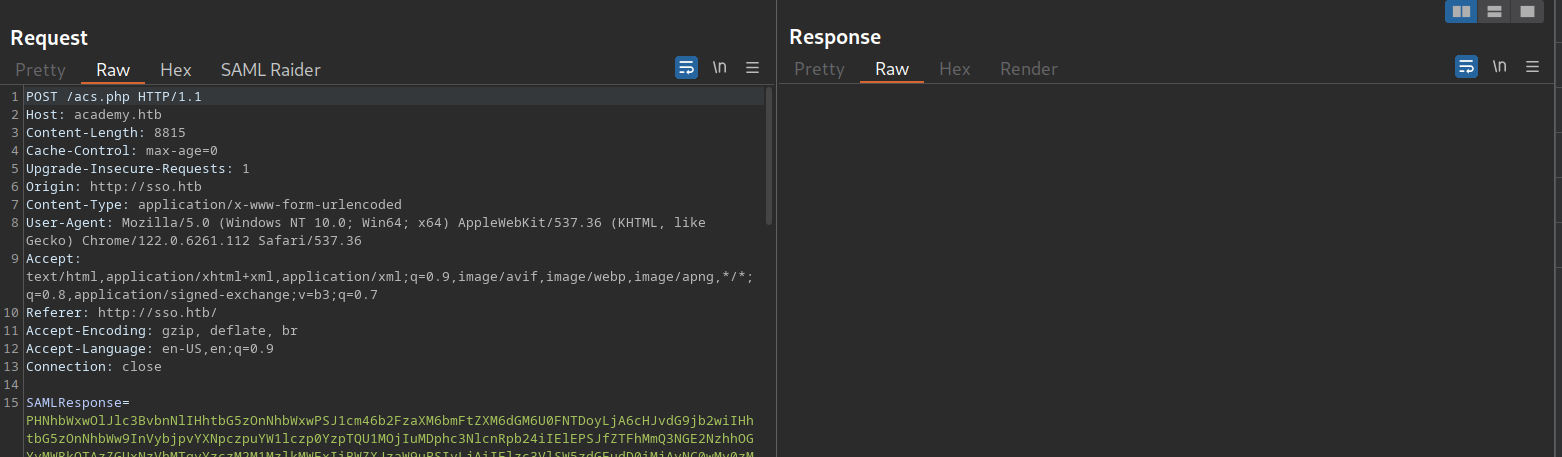 Request
Pretty Raw Hex SAML Raider \n
1 POST /acs.php HTTP/1.1
2 Host: academy.htb
3 Content-Length: 8815
4 Cache-Control: max-age=0
5 Upgrade-Insecure-Requests: 1
6 Origin: http://sso.htb
7 Content-Type: application/x-www-form-urlencoded
8 User-Agent: Mozilla/5.0 (Windows NT 10.0; Win64; x64) AppleWebKit/537.36 (KHTML, like
Gecko) Chrome/122.0.6261.112 Safari/537.36
9 Accept:
text/html,application/xhtml+xml,application/xml;q=0.9,image/avif,image/webp,image/apng,*/*;
q=0.8,application/signed-exchange;v=b3;q=0.7
10 Referer: http://sso.htb/
11 Accept-Encoding: gzip, deflate, br
12 Accept-Language: en-US,en;q=0.9
13 Connection: close
14
15 SAMLResponse=
PHNhbWxwOlJlc3BvbnNlIHhtbG5zOnNhbWxwPSJ1cm46b2FzaXM6bmFtZXM6dGM6U0FNTDoyLjA6cHJvdG9jb2wiIHh
tbG5zOnNhbWw9InVybjpvYXNpczpuYW1lczp0YzpTQU1MOjIuMDphc3NlcnRpb24iIElEPSJfZTFhMmQ3NGE2NzhhOG
Response
Pretty Raw Hex Render \n